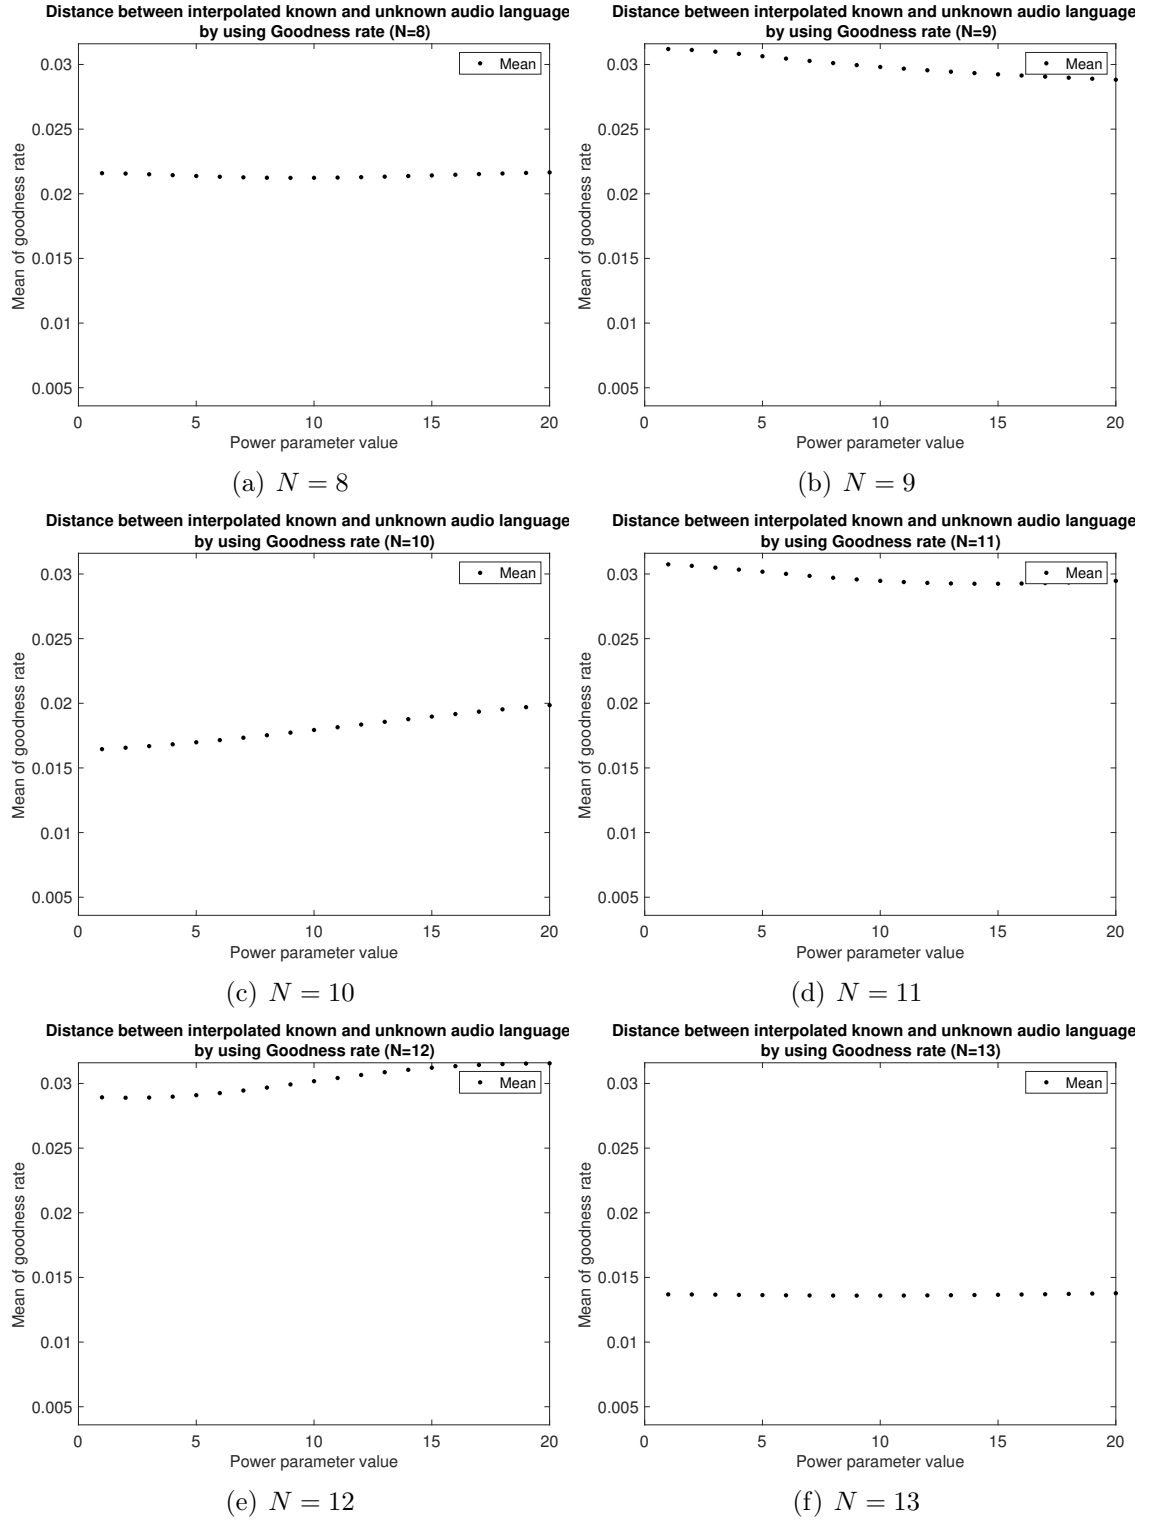 Distance between interpolated known and unknown audio language
by using Goodness rate (N=8)
Mean
0.03
0.025
0.02
0.015
0.01
0.005
Mean of goodness rate
0 5 10 15 20
Power parameter value
(a) N = 8
Distance between interpolated known and unknown audio language
by using Goodness rate (N=9)
Mean
0.03
0.025
0.02
0.015
0.01
0.005
Mean of goodness rate
0 5 10 15 20
Power parameter value
(b) N = 9
Distance between interpolated known and unknown audio language
by using Goodness rate (N=10)
Mean
0.03
0.025
0.02
0.015
0.01
0.005
Mean of goodness rate
0 5 10 15 20
Power parameter value
(c) N = 10
Distance between interpolated known and unknown audio language
by using Goodness rate (N=11)
Mean
0.03
0.025
0.02
0.015
0.01
0.005
Mean of goodness rate
0 5 10 15 20
Power parameter value
(d) N = 11
Distance between interpolated known and unknown audio language
by using Goodness rate (N=12)
Mean
0.03
0.025
0.02
0.015
0.01
0.005
Mean of goodness rate
0 5 10 15 20
Power parameter value
(e) N = 12
Distance between interpolated known and unknown audio language
by using Goodness rate (N=13)
Mean
0.03
0.025
0.02
0.015
0.01
0.005
Mean of goodness rate
0 5 10 15 20
Power parameter value
(f) N = 13